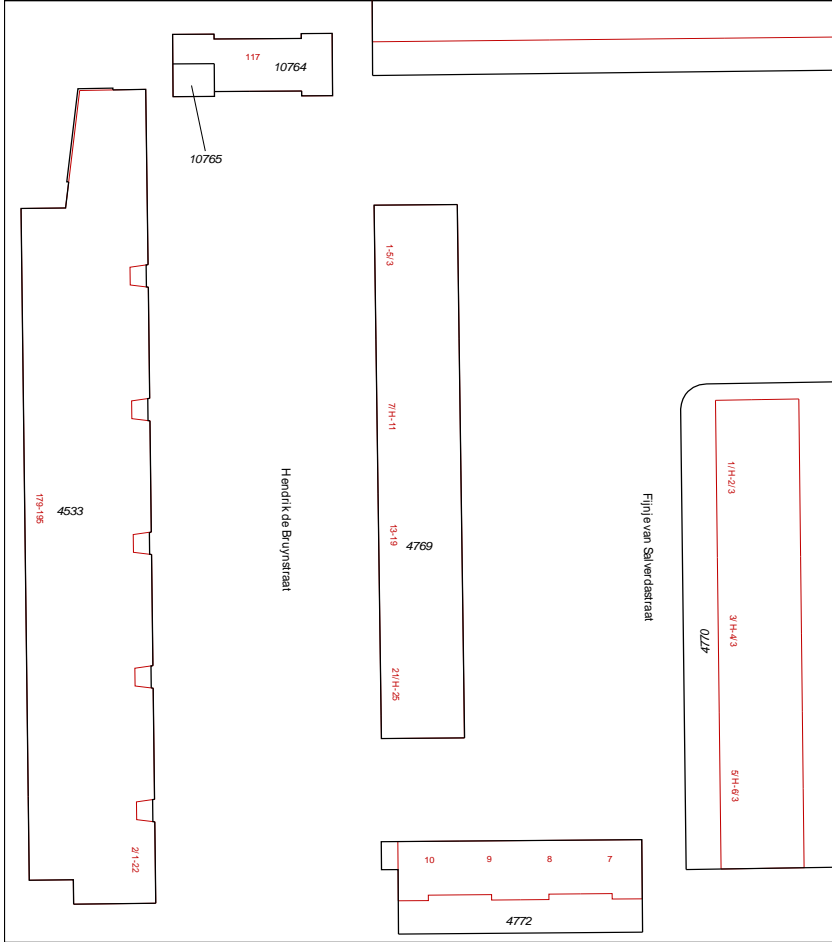 117
10764
10765
1-5/3
7/H-11
1/H-2/3
179-195
4533
Hendrik de Bruynstraat
13-19
4769
Fijnje van Salverdastraat
3/H-4/3
4770
21/H-25
5/H-6/3
2/1-22
10
9
8
7
4772